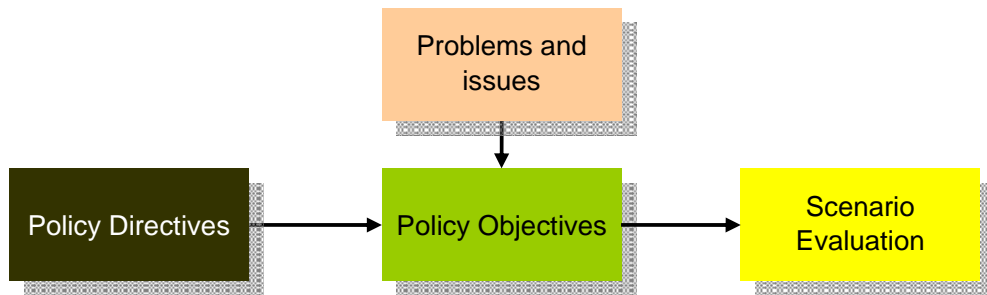 Problems and
issues
Policy Directives
Policy Objectives
Scenario
Evaluation